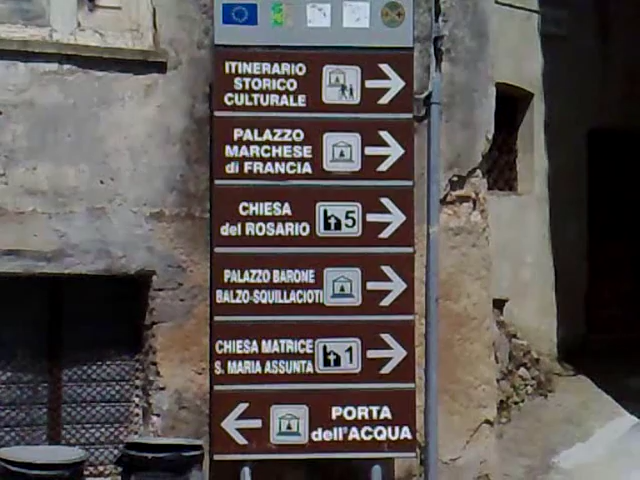 ITINERARIO
STORICO
CULTURALE
PALAZZO
MARCHESE
di FRANCIA
CHIESA
del ROSARIO
5
PALAZZO BARONE
BALZO-SQUILLACIOTI
CHIESA MATRICE
S. MARIA ASSUNTA
1
PORTA
dell'ACQUA